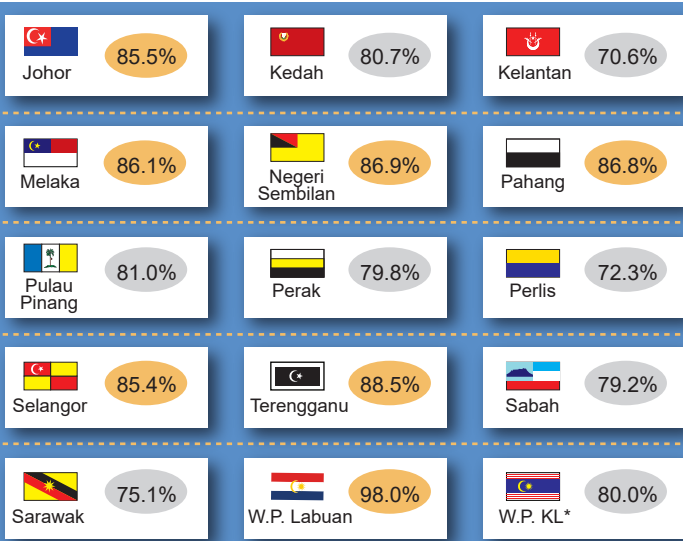 85.5%
Johor
80.7%
Kedah
70.6%
Kelantan
86.1%
Melaka
86.9%
Negeri
Sembilan
86.8%
Pahang
81.0%
Pulau
Pinang
79.8%
Perak
72.3%
Perlis
85.4%
Selangor
88.5%
Terengganu
79.2%
Sabah
75.1%
Sarawak
98.0%
W.P. Labuan
80.0%
W.P. KL*